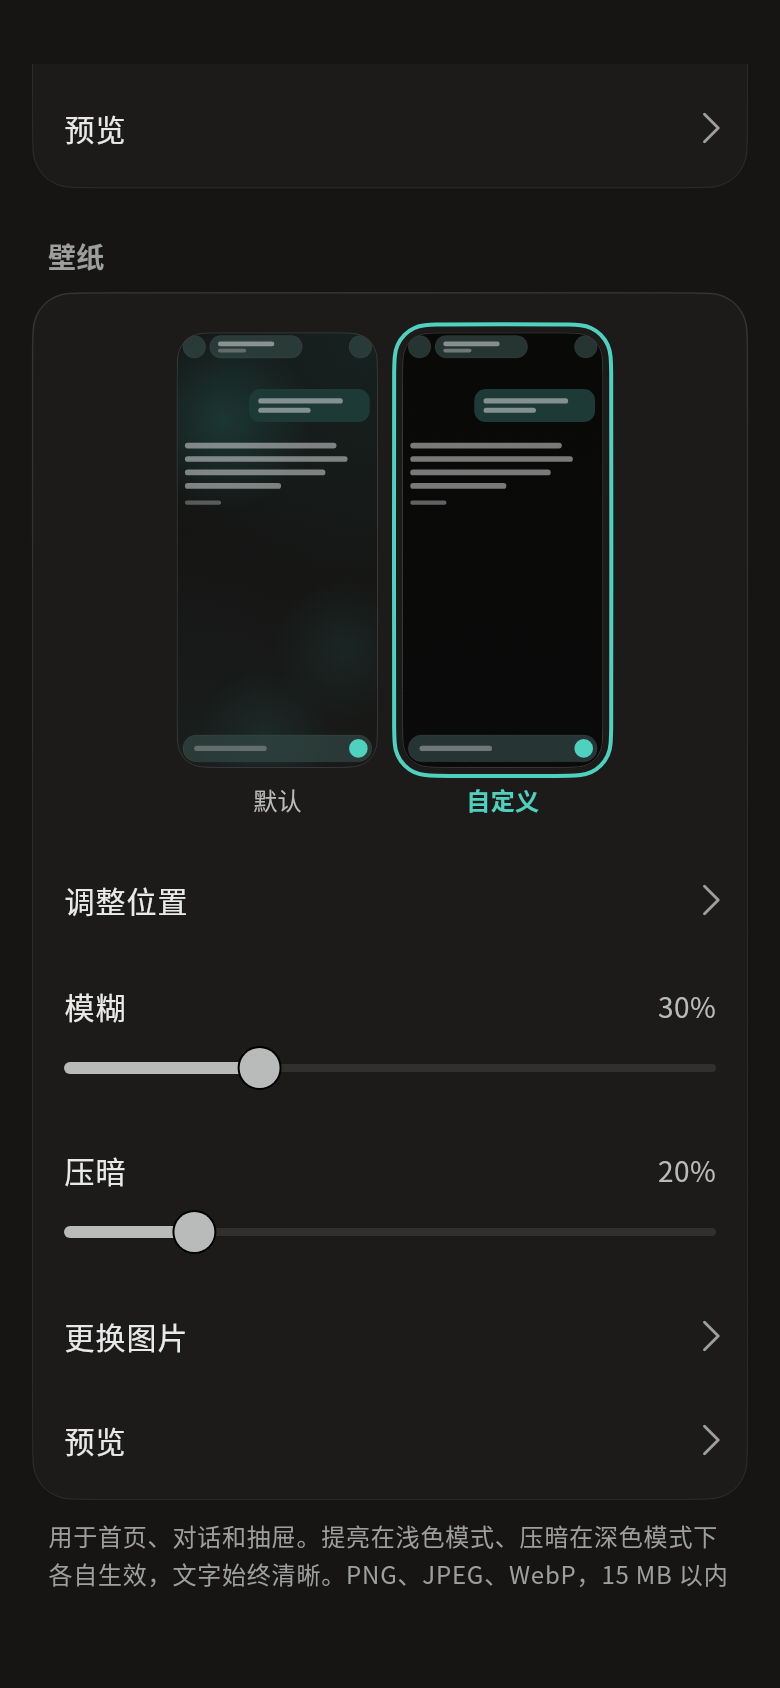 预览
壁纸
默认
自定义
调整位置
模糊
30%
压暗
20%
更换图片
预览
用于首页、对话和抽屉。提亮在浅色模式、压暗在深色模式下
各自生效，文字始终清晰。PNG、JPEG、WebP，15 MB 以内